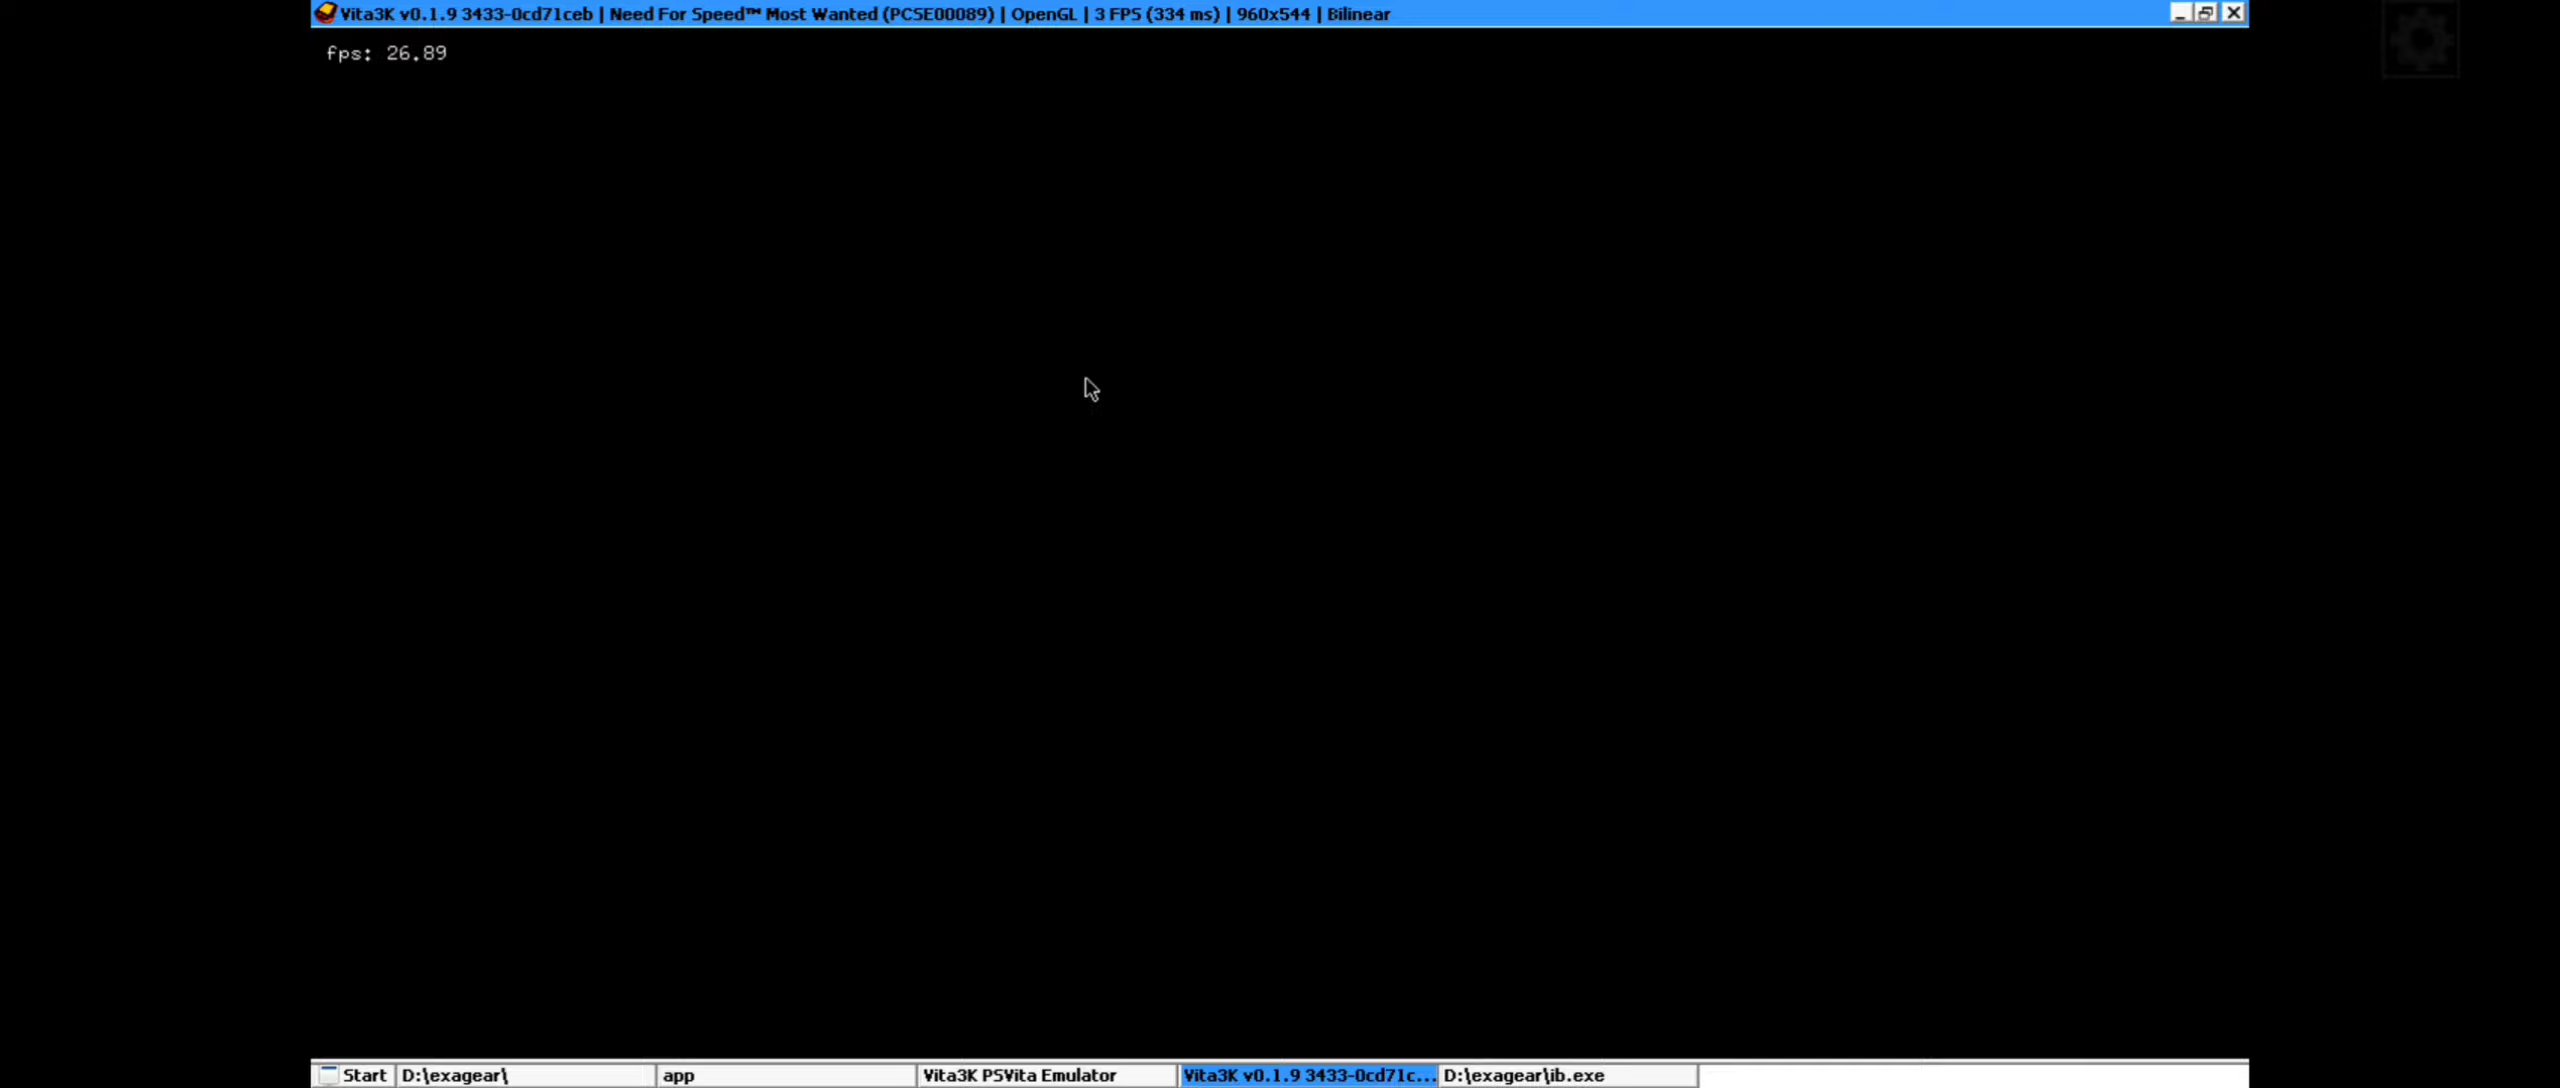 Vita3K v0.1.9 3433-0cd71ceb | Need For Speed™ Most Wanted (PCSE00089) | OpenGL | 3 FPS (334 ms) | 960x544 | Bilinear
fps: 26.89
Start D:\exagear\ app Vita3K PSVita Emulator Vita3K v0.1.9 3433-0cd71c... D:\exagear\ib.exe